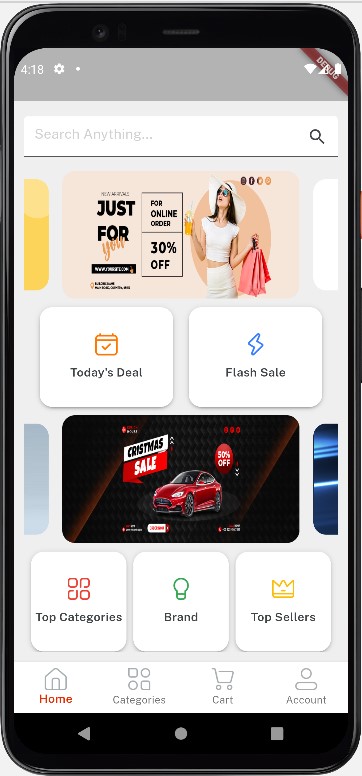 4:18
DEBUG
Search Anything...
NEW ARRIVALS
JUST
FOR
you
FOR
ONLINE
ORDER
30%
OFF
WWW.YOURSITE.COM
Today's Deal
Flash Sale
CRISTMAS
SALE
50%
OFF
Top Categories
Brand
Top Sellers
Home
Categories
Cart
Account